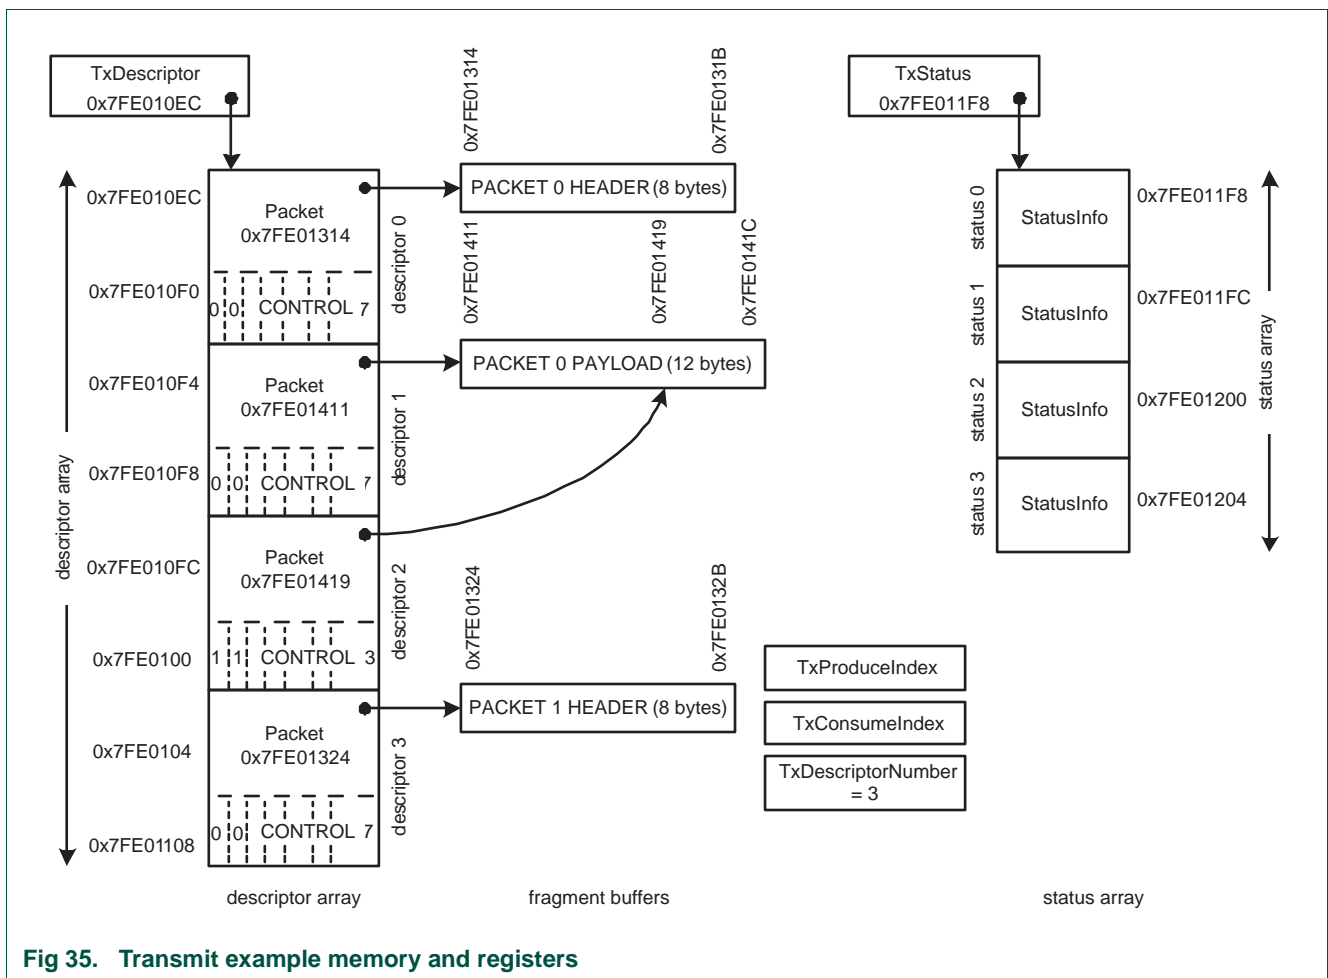 TxDescriptor
0x7FE010EC
0x7FE01314
0x7FE0131B
TxStatus
0x7FE011F8
0x7FE010EC
Packet
0x7FE01314
descriptor 0
PACKET 0 HEADER (8 bytes)
0x7FE010F0
0 0 CONTROL 7
0x7FE01411
0x7FE01419
0x7FE0141C
0x7FE010F4
Packet
0x7FE01411
descriptor 1
PACKET 0 PAYLOAD (12 bytes)
0x7FE010F8
0 0 CONTROL 7
descriptor array
0x7FE010FC
Packet
0x7FE01419
descriptor 2
0x7FE0100
1 1 CONTROL 3
0x7FE01324
0x7FE0132B
0x7FE0104
Packet
0x7FE01324
descriptor 3
PACKET 1 HEADER (8 bytes)
0x7FE01108
0 0 CONTROL 7
status 0
StatusInfo
0x7FE011F8
status 1
StatusInfo
0x7FE011FC
status array
status 2
StatusInfo
0x7FE01200
status 3
StatusInfo
0x7FE01204
TxProduceIndex
TxConsumeIndex
TxDescriptorNumber
= 3
descriptor array
fragment buffers
status array
Fig 35. Transmit example memory and registers